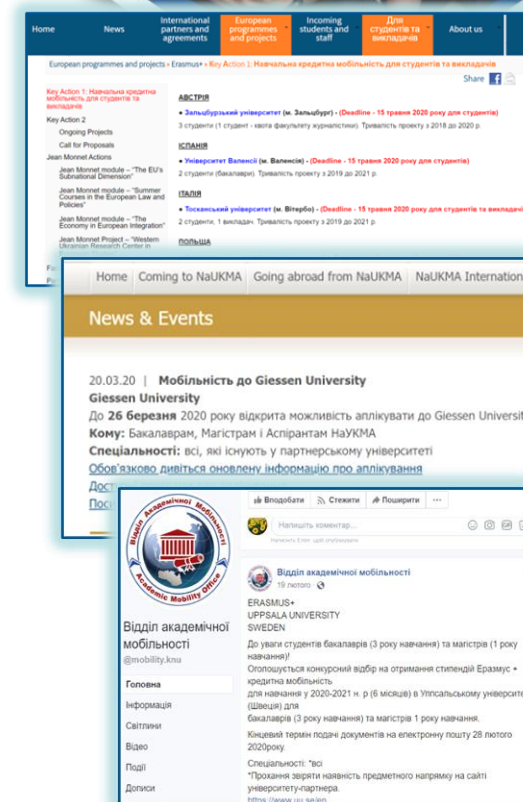 Home
News
International partners and agreements
European programmes and projects
Incoming students and staff
Для студентів та викладачів
About us
European programmes and projects » Erasmus+ » Key Action 1: Навчальна кредитна мобільність для студентів та викладачів
Share
Key Action 1: Навчальна кредитна
мобільність для студентів та
викладачів
Key Action 2
Ongoing Projects
Call for Proposals
Jean Monnet Actions
Jean Monnet module – "The EU's
Subnational Dimension"
Jean Monnet module – "Summer
Courses in the European Law and
Policies"
Jean Monnet module – "The
Economy in European Integration"
Jean Monnet Project – "Western
Ukrainian Research Center in
АВСТРІЯ
• Зальцбурзький університет (м. Зальцбург) - (Deadline - 15 травня 2020 року для студентів)
3 студенти (1 студент - квота факультету журналістики). Тривалість проекту з 2018 до 2020 р.
ІСПАНІЯ
• Університет Валенсії (м. Валенсія) - (Deadline - 15 травня 2020 року для студентів)
2 студенти (бакалаври). Тривалість проекту з 2019 до 2021 р.
ІТАЛІЯ
• Тосканський університет (м. Вітербо) - (Deadline - 15 травня 2020 року для студентів та викладачів
2 студенти, 1 викладач. Тривалість проекту з 2019 до 2021 р.
ПОЛЬЩА
Home Coming to NaUKMA Going abroad from NaUKMA NaUKMA Internation
News & Events
20.03.20 | Мобільність до Giessen University
Giessen University
До 26 березня 2020 року відкрита можливість аплікувати до Giessen Universit
Кому: Бакалаврам, Магістрам і Аспірантам НаУКМА
Спеціальності: всі, які існують у партнерському університеті
Обов'язково дивіться оновлену інформацію про аплікування
Відділ Академічної Мобільності
Academic Mobility Office
Відділ академічної
мобільності
@mobility.knu
Головна
Інформація
Світлини
Відео
Події
Дописи
Вподобати Стежити Поширити ...
Напишіть коментар...
Відділ академічної мобільності
19 лютого
ERASMUS+
UPPSALA UNIVERSITY
SWEDEN
До уваги студентів бакалаврів (3 року навчання) та магістрів (1 року
навчання)!
Оголошується конкурсний відбір на отримання стипендій Еразмус +
кредитна мобільність
для навчання у 2020-2021 н. р (6 місяців) в Уппсальському університе
(Швеція) для
бакалаврів (3 року навчання) та магістрів 1 року навчання.
Кінцевий термін подачі документів на електронну пошту 28 лютого
2020року.
Спеціальності: *всі
*Прохання звіряти наявність предметного напрямку на сайті
університету-партнера.
https://www.uu.se/en